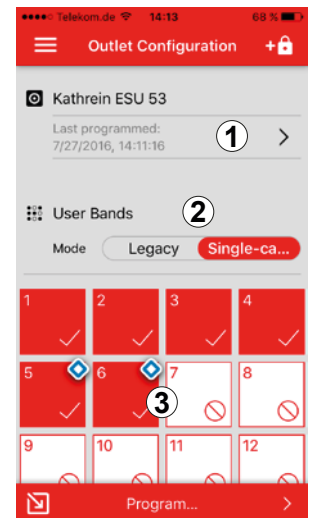 Telekom.de 14:13 68 %
Outlet Configuration +
Kathrein ESU 53
Last programmed:
7/27/2016, 14:11:16
1
User Bands
2
Mode Legacy Single-ca...
1 2 3 4
5 6 7 8
3
9 10 11 12
Program...